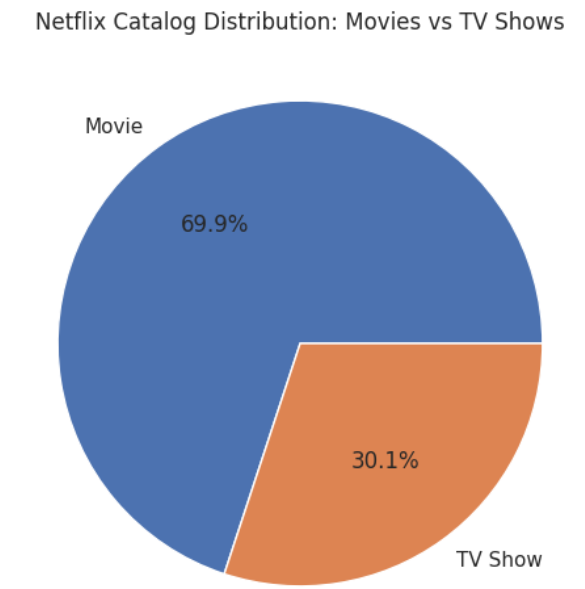 Netflix Catalog Distribution: Movies vs TV Shows
Movie
69.9%
30.1%
TV Show